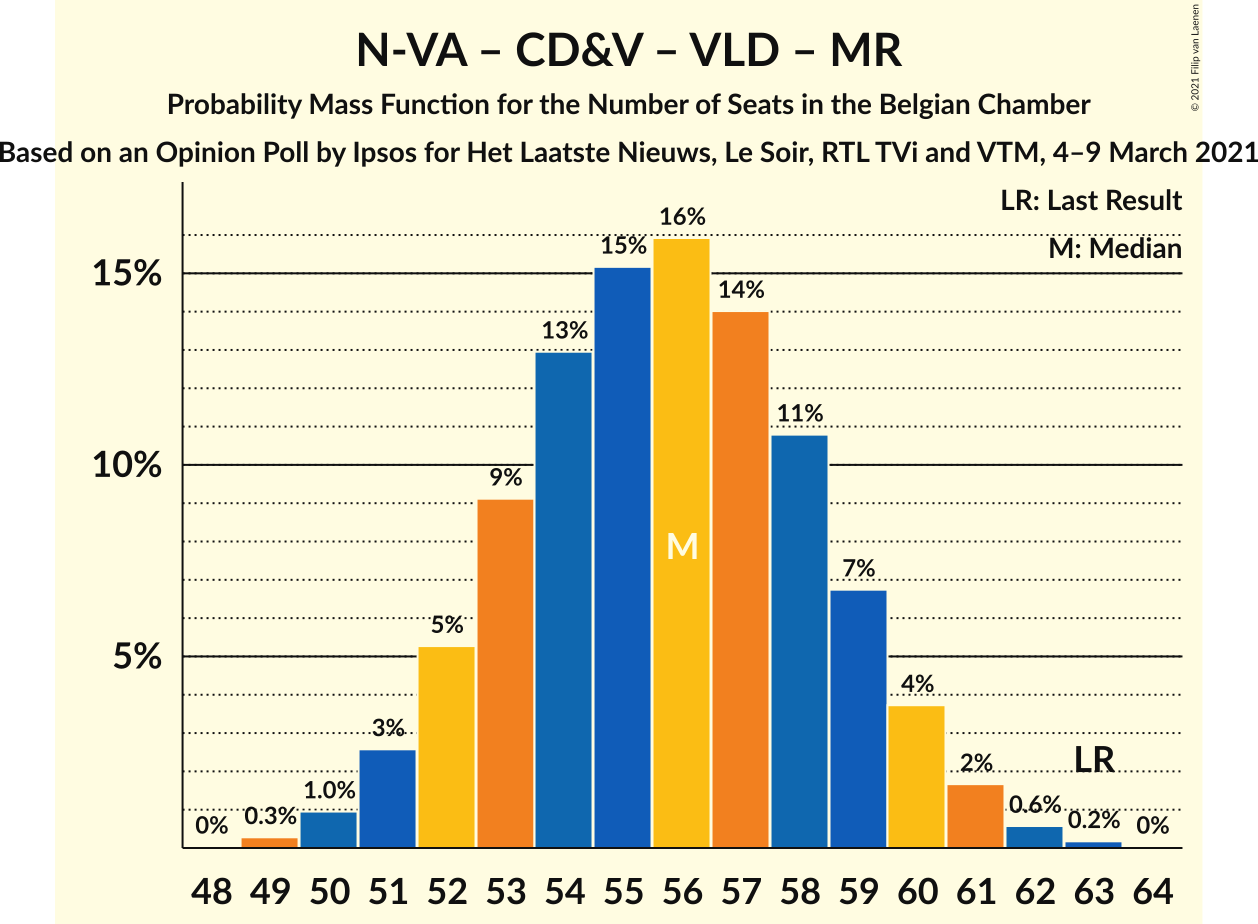 N-VA – CD&V – VLD – MR
Probability Mass Function for the Number of Seats in the Belgian Chamber
Based on an Opinion Poll by Ipsos for Het Laatste Nieuws, Le Soir, RTL TVi and VTM, 4–9 March 2021
© 2021 Filip van Laenen
LR: Last Result
M: Median
15%
10%
5%
0%
0.3%
1.0%
3%
5%
9%
13%
15%
16%
14%
11%
7%
4%
2%
0.6%
0.2%
0%
M
LR
48 49 50 51 52 53 54 55 56 57 58 59 60 61 62 63 64